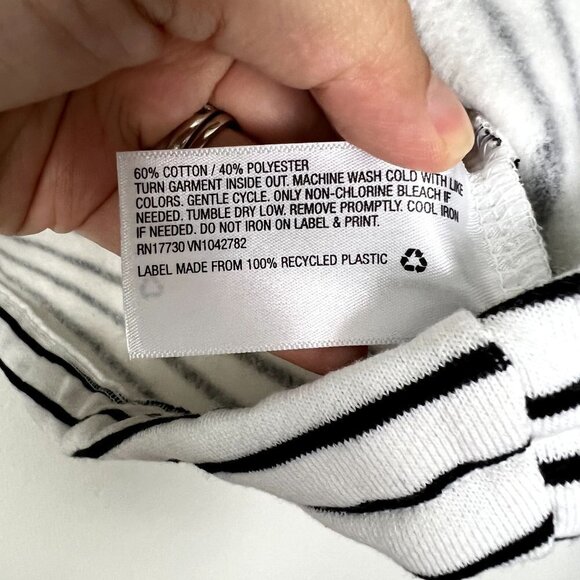 60% COTTON / 40% POLYESTER
TURN GARMENT INSIDE OUT. MACHINE WASH COLD WITH LIKE
COLORS. GENTLE CYCLE. ONLY NON-CHLORINE BLEACH IF
NEEDED. TUMBLE DRY LOW. REMOVE PROMPTLY. COOL IRON
IF NEEDED. DO NOT IRON ON LABEL & PRINT.
RN17730 VN1042782
LABEL MADE FROM 100% RECYCLED PLASTIC